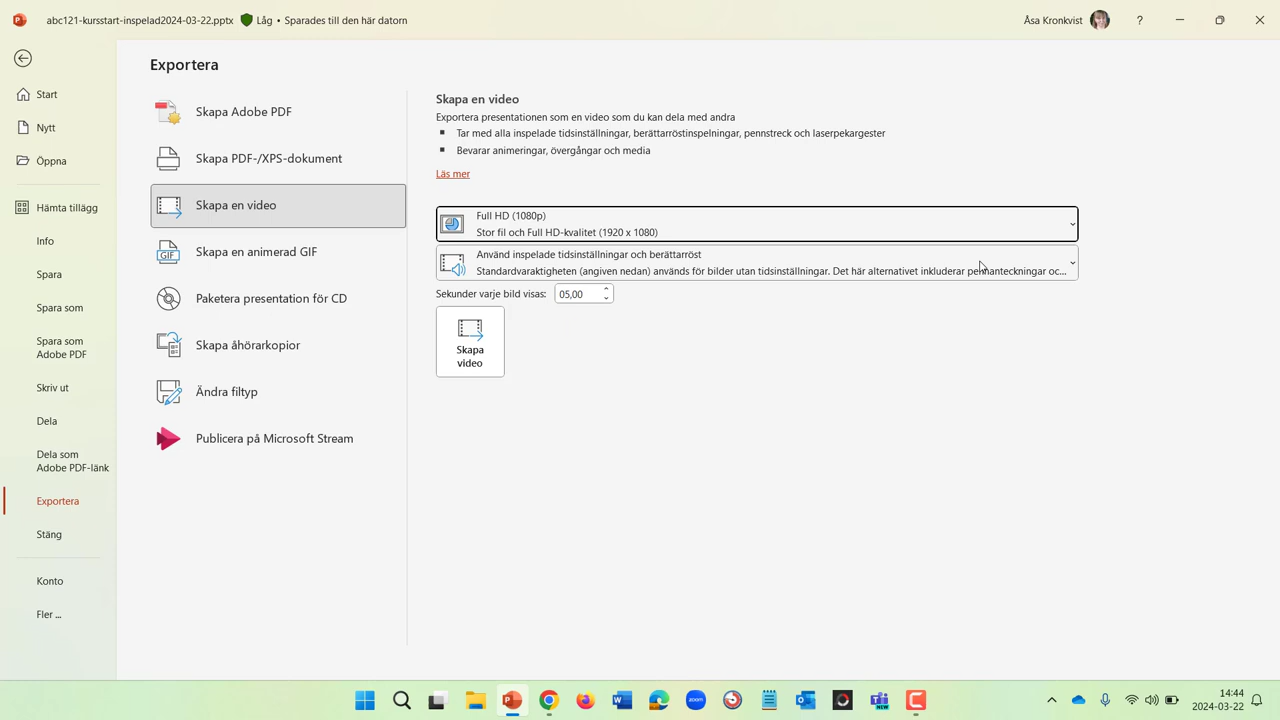 abc121-kursstart-inspelad2024-03-22.pptx Låg • Sparades till den här datorn
Åsa Kronkvist
?
Start
Nytt
Öppna
Hämta tillägg
Info
Spara
Spara som
Spara som
Adobe PDF
Skriv ut
Dela
Dela som
Adobe PDF-länk
Exportera
Stäng
Konto
Fler ...
Exportera
Skapa Adobe PDF
Skapa PDF-/XPS-dokument
Skapa en video
GIF
Skapa en animerad GIF
Paketera presentation för CD
Skapa åhörarkopior
Ändra filtyp
Publicera på Microsoft Stream
Skapa en video
Exportera presentationen som en video som du kan dela med andra
Tar med alla inspelade tidsinställningar, berättarröstinspelningar, pennstreck och laserpekargester
Bevarar animeringar, övergångar och media
Läs mer
Full HD (1080p)
Stor fil och Full HD-kvalitet (1920 x 1080)
Använd inspelade tidsinställningar och berättarröst
Standardvaraktigheten (angiven nedan) används för bilder utan tidsinställningar. Det här alternativet inkluderar pennanteckningar oc...
Sekunder varje bild visas: 05,00
Skapa
video
zoom
NEW
14:44
2024-03-22